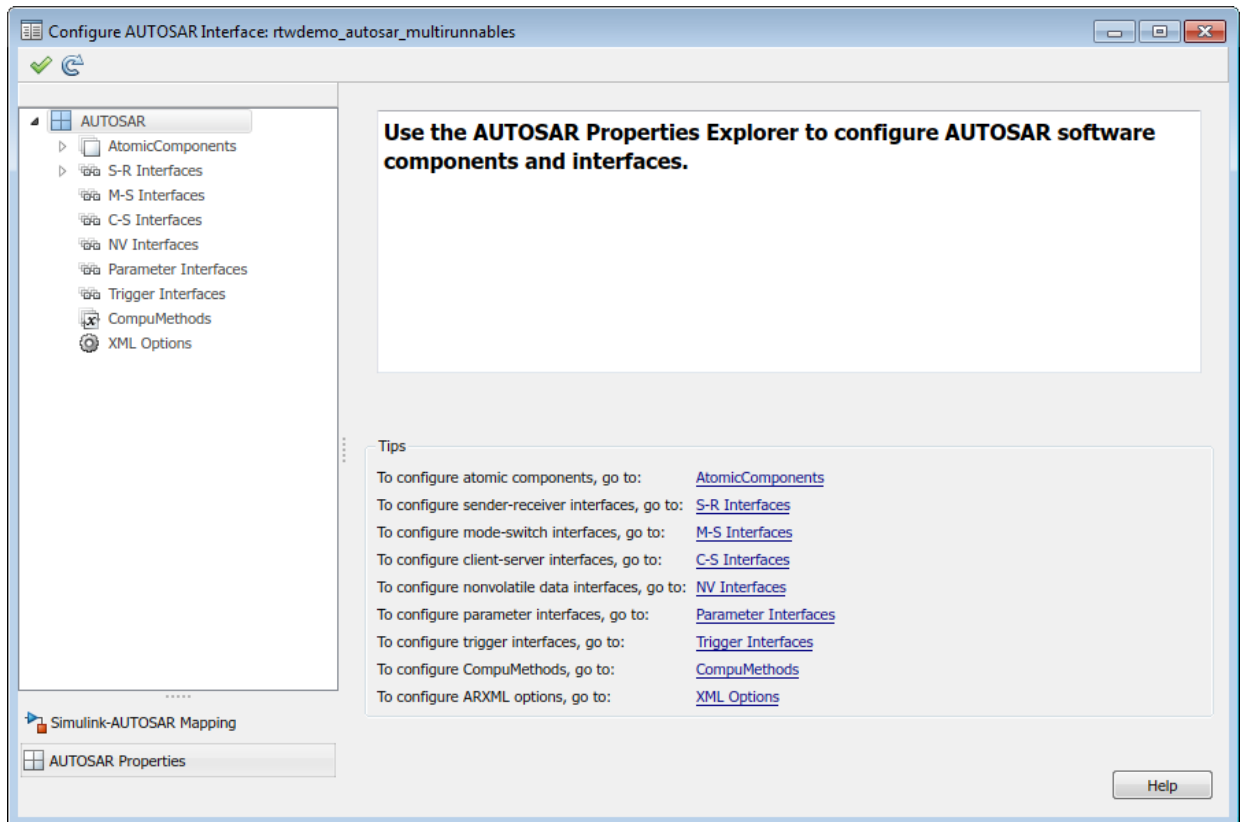 Configure AUTOSAR Interface: rtwdemo_autosar_multirunnables
AUTOSAR
AtomicComponents
S-R Interfaces
M-S Interfaces
C-S Interfaces
NV Interfaces
Parameter Interfaces
Trigger Interfaces
CompuMethods
XML Options
Simulink-AUTOSAR Mapping
AUTOSAR Properties
Use the AUTOSAR Properties Explorer to configure AUTOSAR software
components and interfaces.
Tips
To configure atomic components, go to: AtomicComponents
To configure sender-receiver interfaces, go to: S-R Interfaces
To configure mode-switch interfaces, go to: M-S Interfaces
To configure client-server interfaces, go to: C-S Interfaces
To configure nonvolatile data interfaces, go to: NV Interfaces
To configure parameter interfaces, go to: Parameter Interfaces
To configure trigger interfaces, go to: Trigger Interfaces
To configure CompuMethods, go to: CompuMethods
To configure ARXML options, go to: XML Options
Help